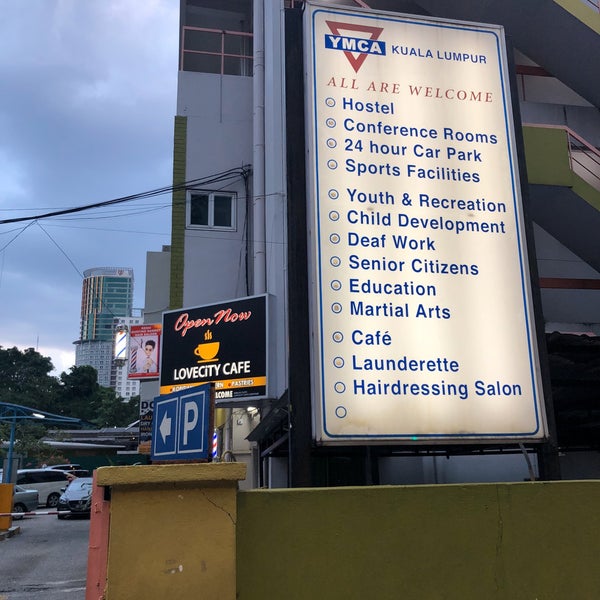 YMCA KUALA LUMPUR
ALL ARE WELCOME
Hostel
Conference Rooms
24 hour Car Park
Sports Facilities
Youth & Recreation
Child Development
Deaf Work
Senior Citizens
Education
Martial Arts
Café
Launderette
Hairdressing Salon
Open Now
LOVECITY CAFE
PASTRIES
P